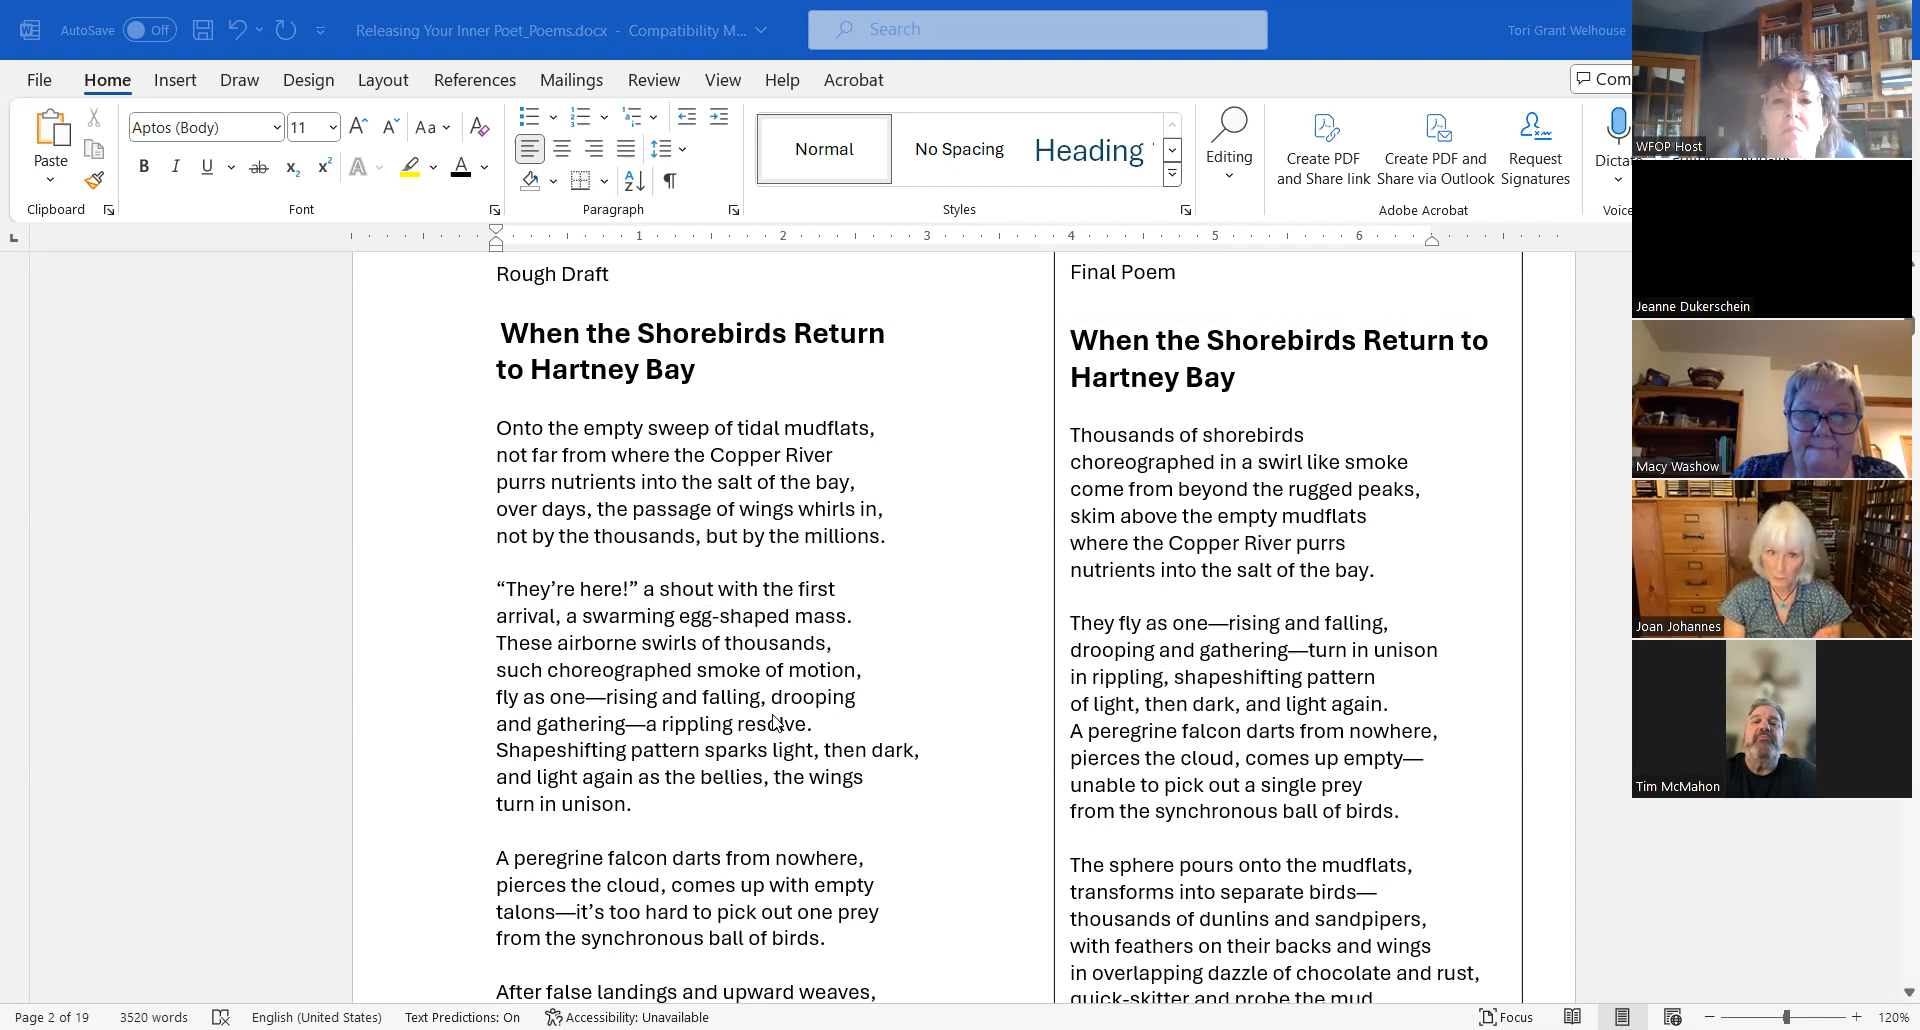 AutoSave Off Releasing Your Inner Poet_Poems.docx - Compatibility M... Search Tori Grant Welhouse
File Home Insert Draw Design Layout References Mailings Review View Help Acrobat Com
Paste
Clipboard
Aptos (Body) 11
Font
Paragraph
Normal No Spacing Heading
Styles
Editing
Create PDF
and Share link
Create PDF and
Share via Outlook
Request
Signatures
Adobe Acrobat
Dictat
Voice
1 2 3 4 5 6
Rough Draft
When the Shorebirds Return
to Hartney Bay
Onto the empty sweep of tidal mudflats,
not far from where the Copper River
purrs nutrients into the salt of the bay,
over days, the passage of wings whirls in,
not by the thousands, but by the millions.
“They’re here!” a shout with the first
arrival, a swarming egg-shaped mass.
These airborne swirls of thousands,
such choreographed smoke of motion,
fly as one—rising and falling, drooping
and gathering—a rippling resolve.
Shapeshifting pattern sparks light, then dark,
and light again as the bellies, the wings
turn in unison.
A peregrine falcon darts from nowhere,
pierces the cloud, comes up with empty
talons—it’s too hard to pick out one prey
from the synchronous ball of birds.
After false landings and upward weaves,
Final Poem
When the Shorebirds Return to
Hartney Bay
Thousands of shorebirds
choreographed in a swirl like smoke
come from beyond the rugged peaks,
skim above the empty mudflats
where the Copper River purrs
nutrients into the salt of the bay.
They fly as one—rising and falling,
drooping and gathering—turn in unison
in rippling, shapeshifting pattern
of light, then dark, and light again.
A peregrine falcon darts from nowhere,
pierces the cloud, comes up empty—
unable to pick out a single prey
from the synchronous ball of birds.
The sphere pours onto the mudflats,
transforms into separate birds—
thousands of dunlins and sandpipers,
with feathers on their backs and wings
in overlapping dazzle of chocolate and rust,
quick-skitter and probe the mud
WFOP Host
Jeanne Dukerschein
Macy Washow
Joan Johannes
Tim McMahon
Page 2 of 19 3520 words English (United States) Text Predictions: On Accessibility: Unavailable Focus 120%